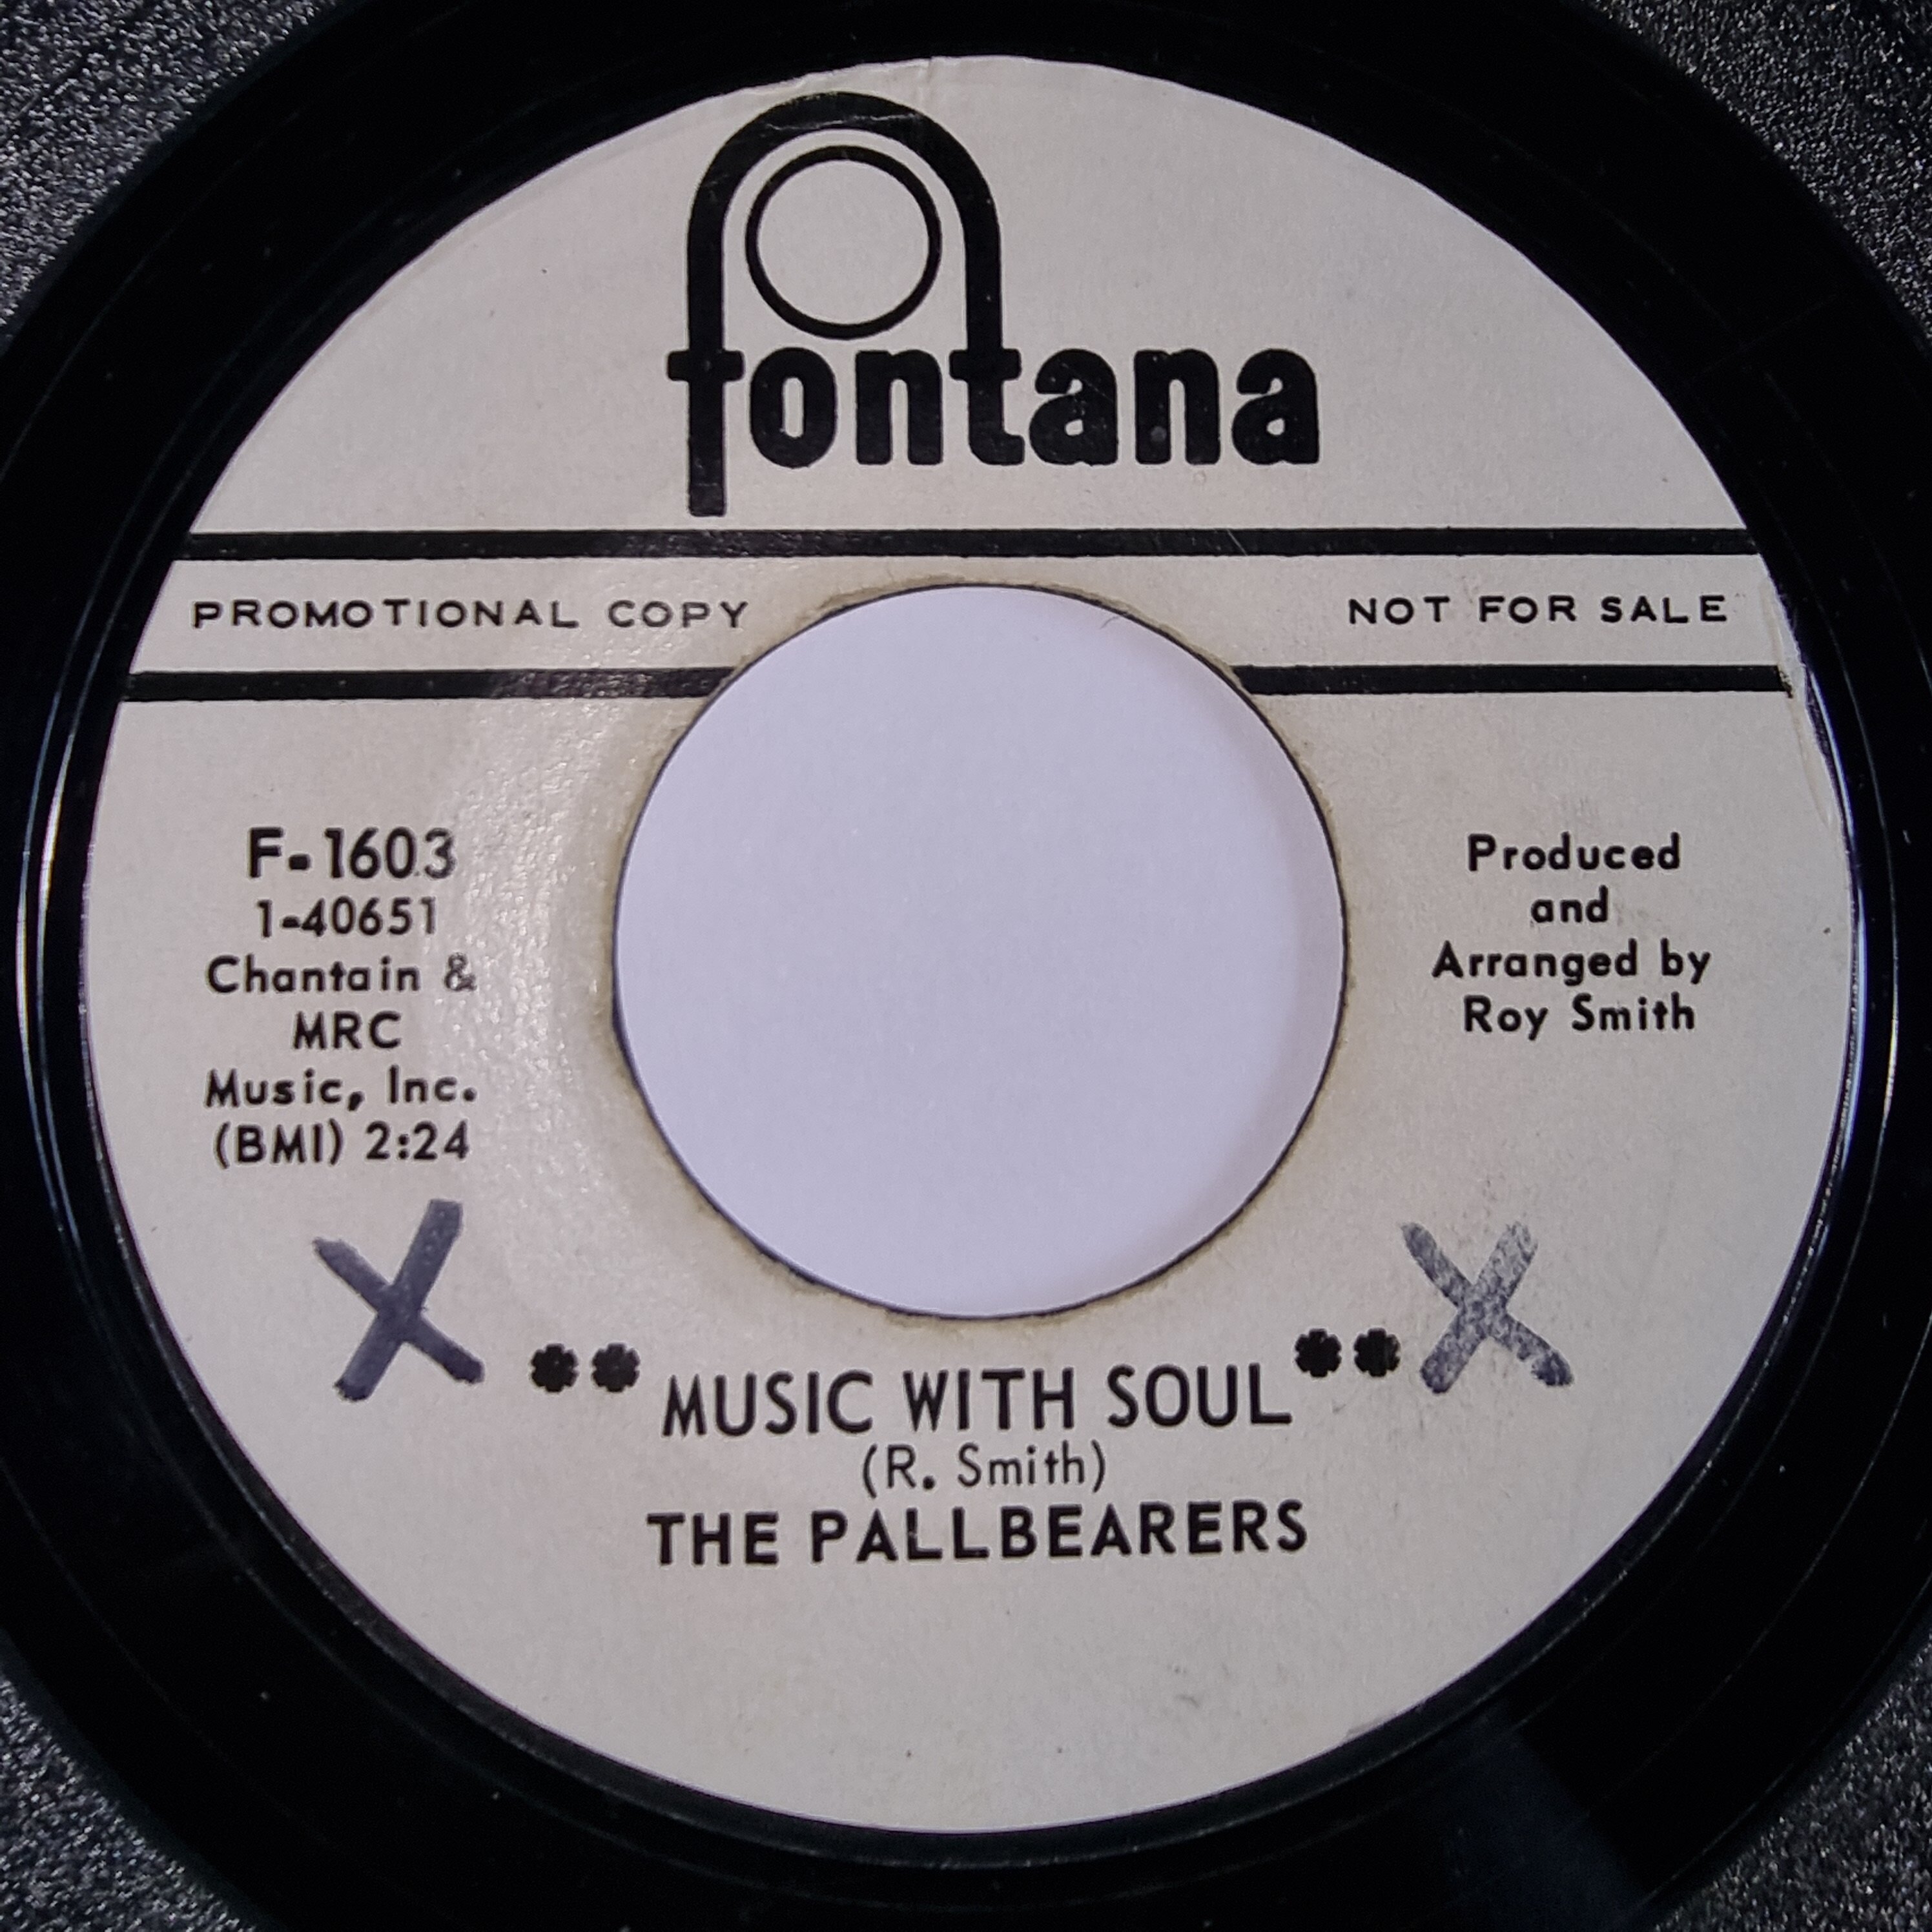 fontana
PROMOTIONAL COPY
NOT FOR SALE
F-1603
1-40651
Chantain &
MRC
Music, Inc.
(BMI) 2:24
Produced
and
Arranged by
Roy Smith
X
X
**MUSIC WITH SOUL**
(R. Smith)
THE PALLBEARERS